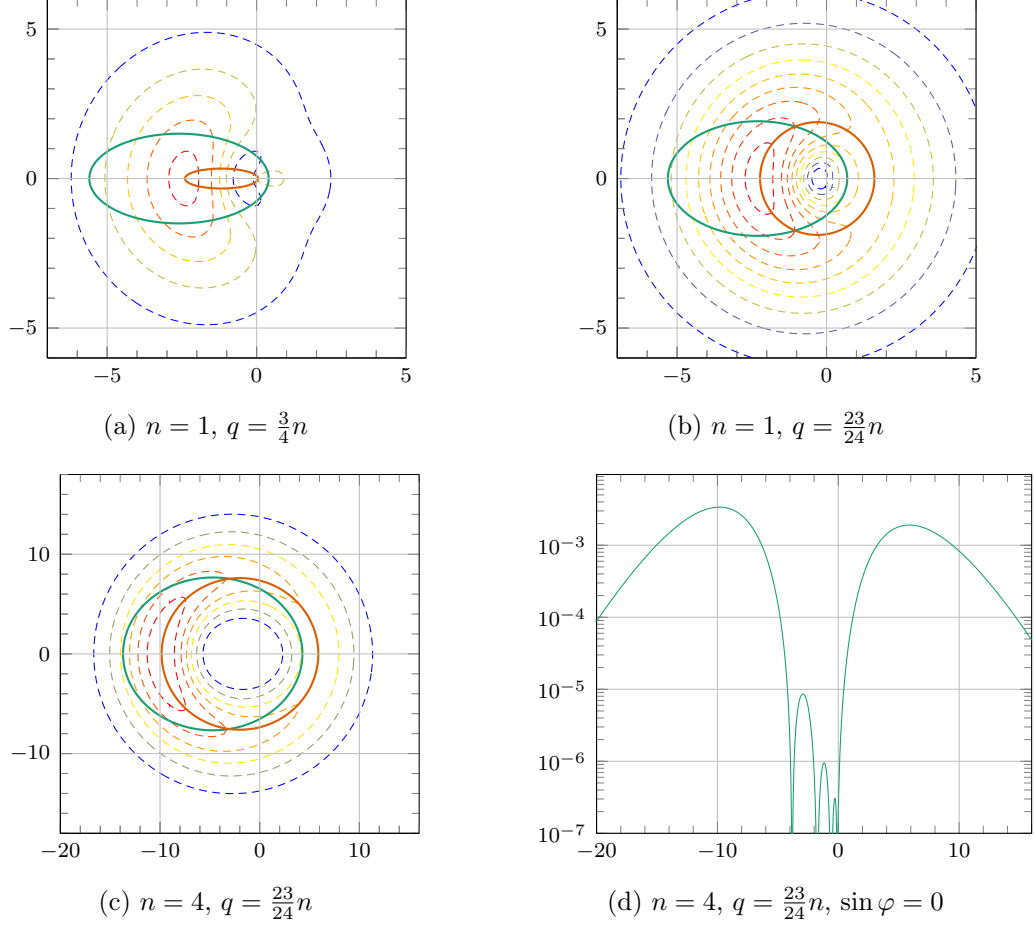 5
0
−5
−5 0 5
(a) n = 1, q = 3/4 n
5
0
−5
−5 0 5
(b) n = 1, q = 23/24 n
10
0
−10
−20 −10 0 10
(c) n = 4, q = 23/24 n
10⁻³
10⁻⁴
10⁻⁵
10⁻⁶
10⁻⁷
−20 −10 0 10
(d) n = 4, q = 23/24 n, sin φ = 0